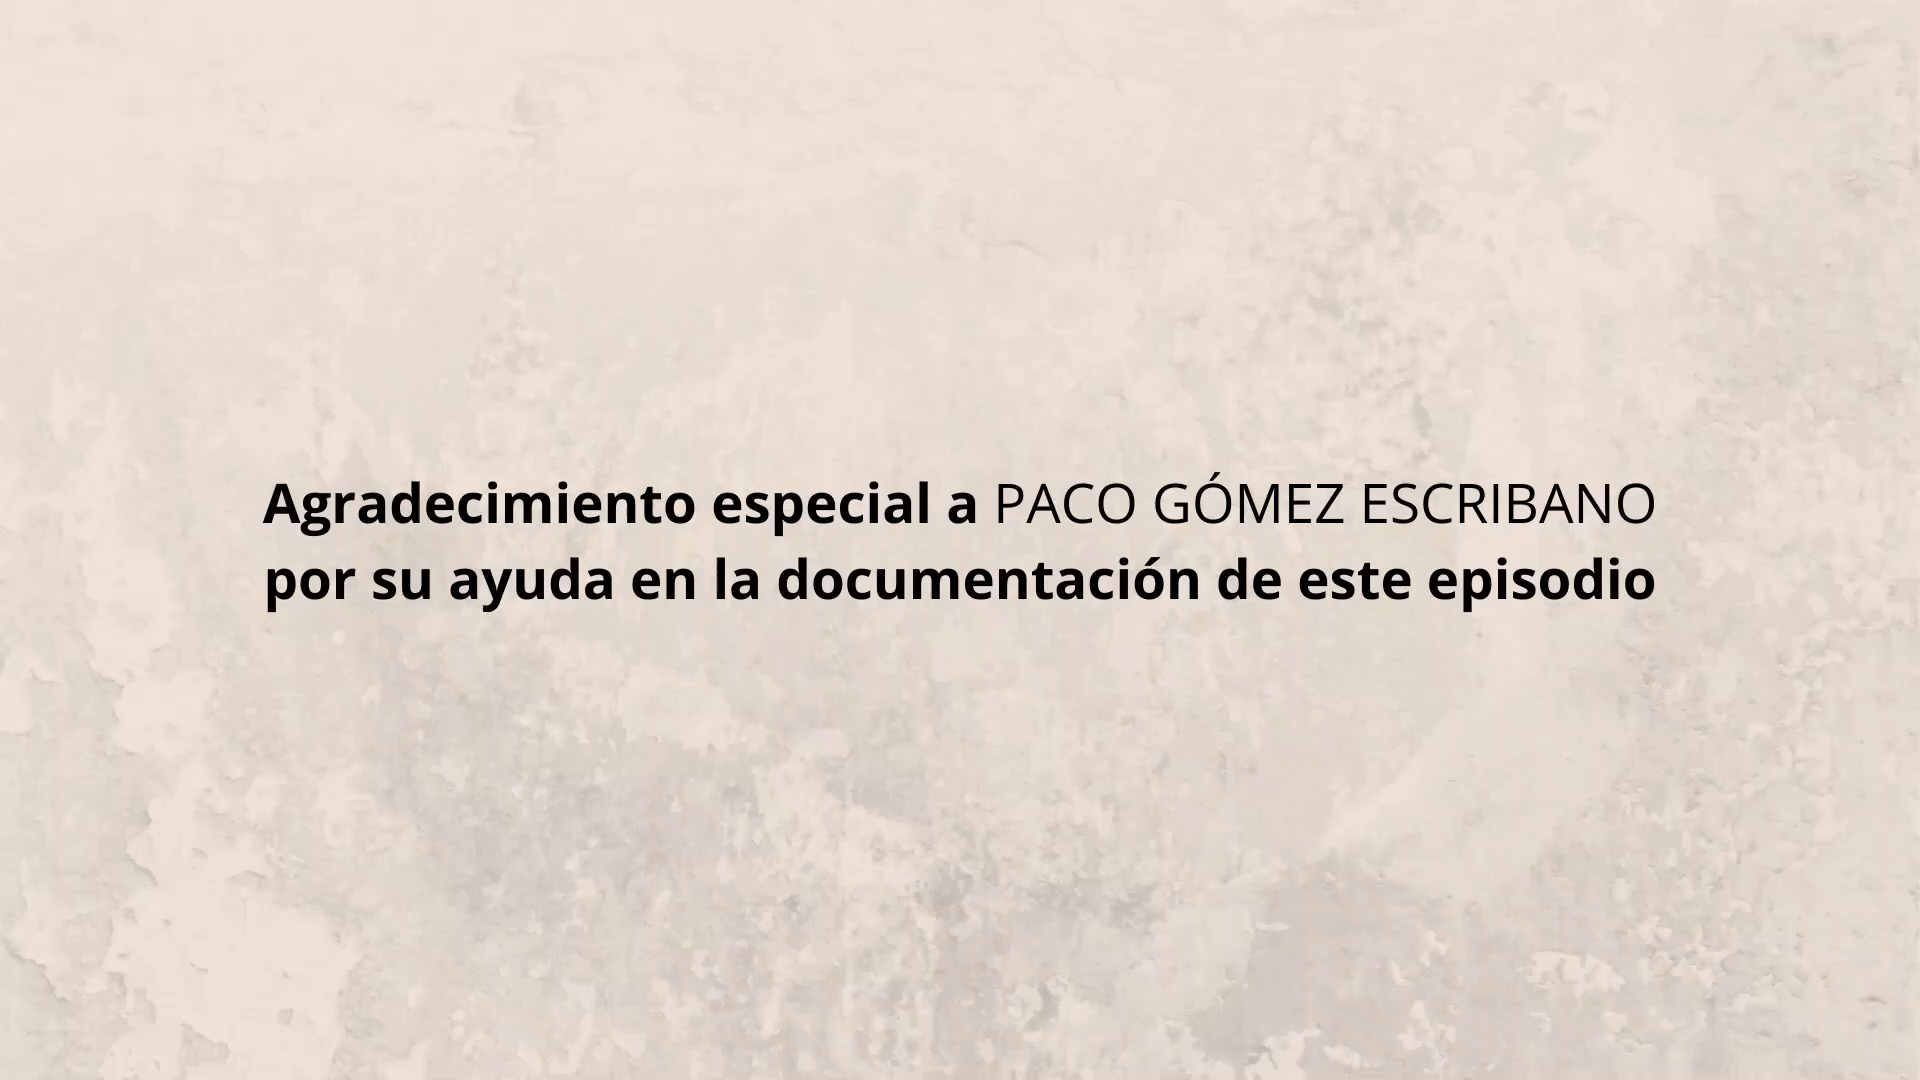 Agradecimiento especial a PACO GÓMEZ ESCRIBANO
por su ayuda en la documentación de este episodio